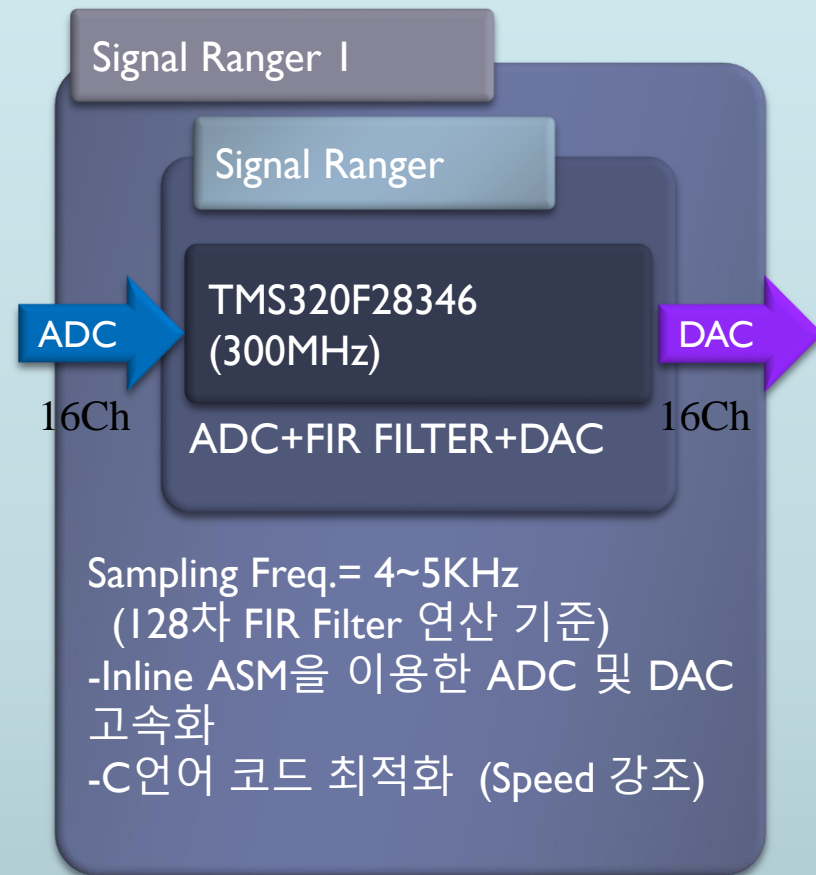 Signal Ranger 1
Signal Ranger
TMS320F28346
(300MHz)
ADC
DAC
16Ch
16Ch
ADC+FIR FILTER+DAC
Sampling Freq.= 4~5KHz
(128차 FIR Filter 연산 기준)
-Inline ASM을 이용한 ADC 및 DAC
고속화
-C언어 코드 최적화 (Speed 강조)